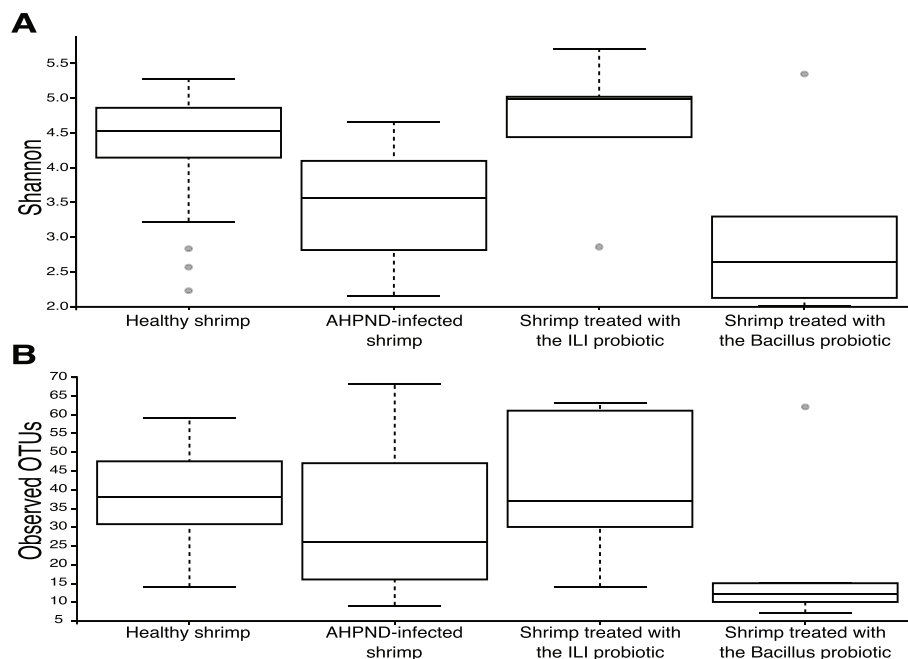 A
Shannon
5.5
5.0
4.5
4.0
3.5
3.0
2.5
2.0
Healthy shrimp
AHPND-infected
shrimp
Shrimp treated with
the ILI probiotic
Shrimp treated with
the Bacillus probiotic
B
Observed OTUs
70
65
60
55
50
45
40
35
30
25
20
15
10
5
Healthy shrimp
AHPND-infected
shrimp
Shrimp treated with
the ILI probiotic
Shrimp treated with
the Bacillus probiotic